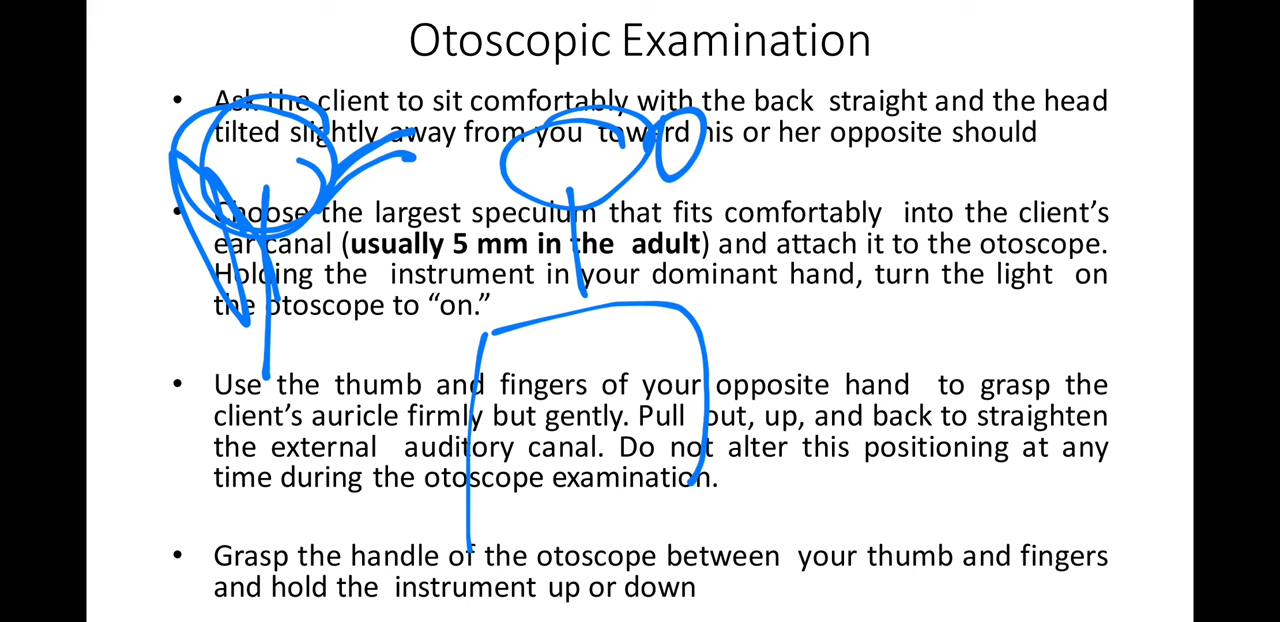 Otoscopic Examination
• Ask the client to sit comfortably with the back straight and the head
tilted slightly away from you toward his or her opposite should
• Choose the largest speculum that fits comfortably into the client’s
ear canal (usually 5 mm in the adult) and attach it to the otoscope.
Holding the instrument in your dominant hand, turn the light on
the otoscope to “on.”
• Use the thumb and fingers of your opposite hand to grasp the
client’s auricle firmly but gently. Pull out, up, and back to straighten
the external auditory canal. Do not alter this positioning at any
time during the otoscope examination.
• Grasp the handle of the otoscope between your thumb and fingers
and hold the instrument up or down